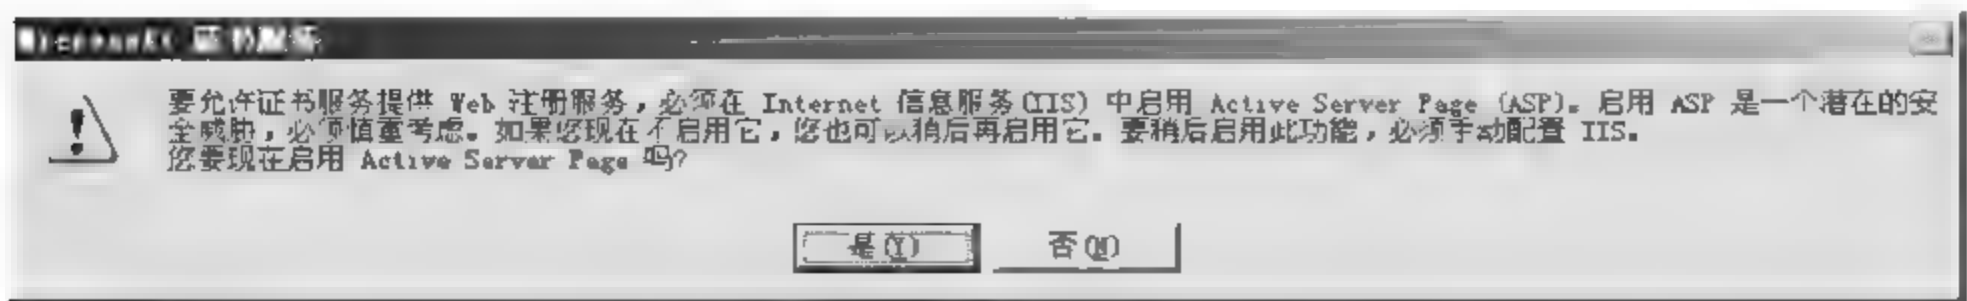 Microsoft 证书服务
要允许证书服务提供 Web 注册服务，必须在 Internet 信息服务(IIS) 中启用 Active Server Page (ASP)。启用 ASP 是一个潜在的安
全威胁，必须慎重考虑。如果您现在不启用它，您也可以稍后再启用它。要稍后启用此功能，必须手动配置 IIS。
您要现在启用 Active Server Page 吗?
是(Y) 否(N)